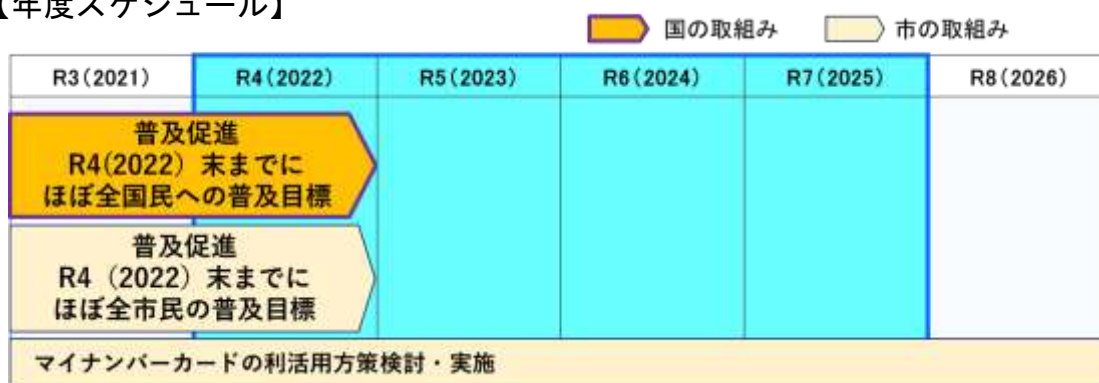 【年度スケジュール】
国の取組み 市の取組み
R3(2021) R4(2022) R5(2023) R6(2024) R7(2025) R8(2026)
普及促進
R4(2022) 末までに
ほぼ全国民への普及目標
普及促進
R4（2022）末までに
ほぼ全市民の普及目標
マイナンバーカードの利活用方策検討・実施